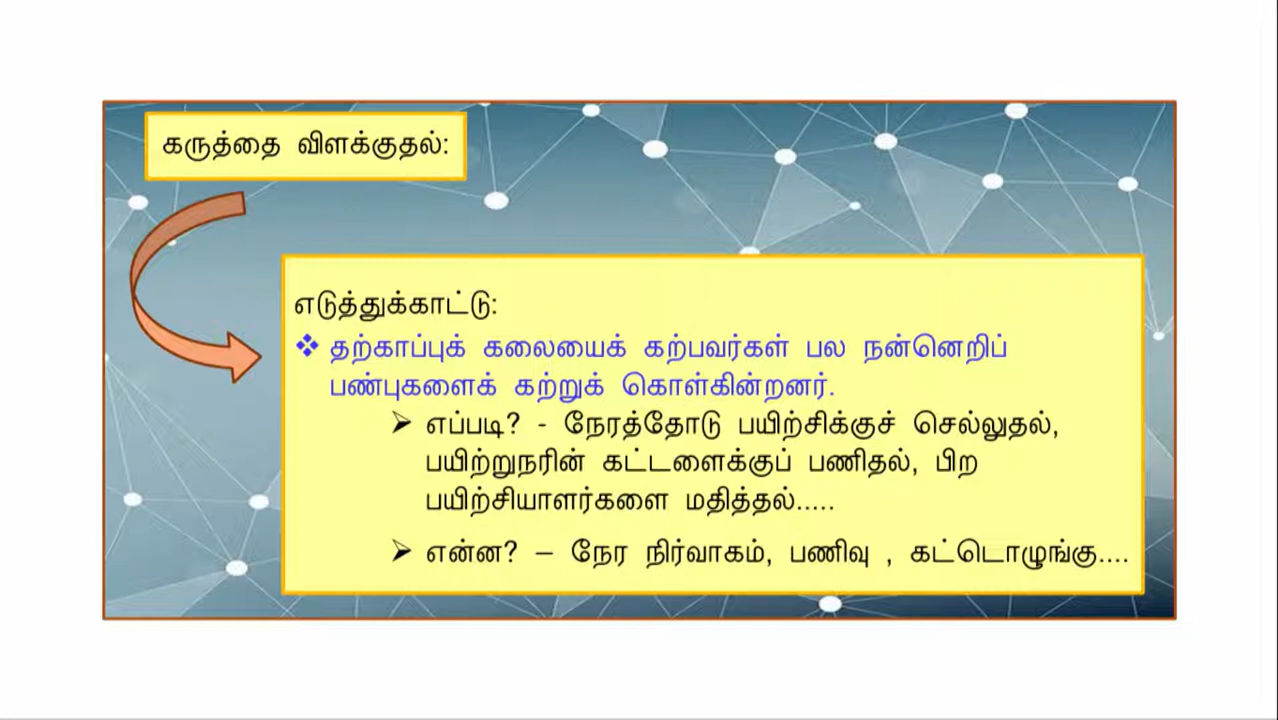 கருத்தை விளக்குதல்:
எடுத்துக்காட்டு:
❖ தற்காப்புக் கலையைக் கற்பவர்கள் பல நன்னெறிப்
பண்புகளைக் கற்றுக் கொள்கின்றனர்.
➢ எப்படி? - நேரத்தோடு பயிற்சிக்குச் செல்லுதல்,
பயிற்றுநரின் கட்டளைக்குப் பணிதல், பிற
பயிற்சியாளர்களை மதித்தல்.....
➢ என்ன? – நேர நிர்வாகம், பணிவு , கட்டொழுங்கு....